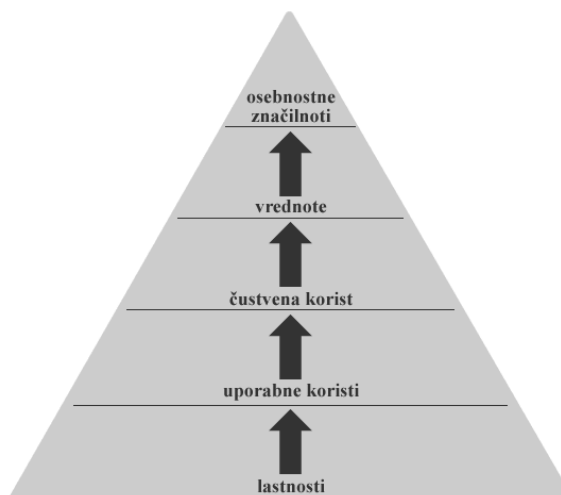 osebnostne
značilnoti
vrednote
čustvena korist
uporabne koristi
lastnosti